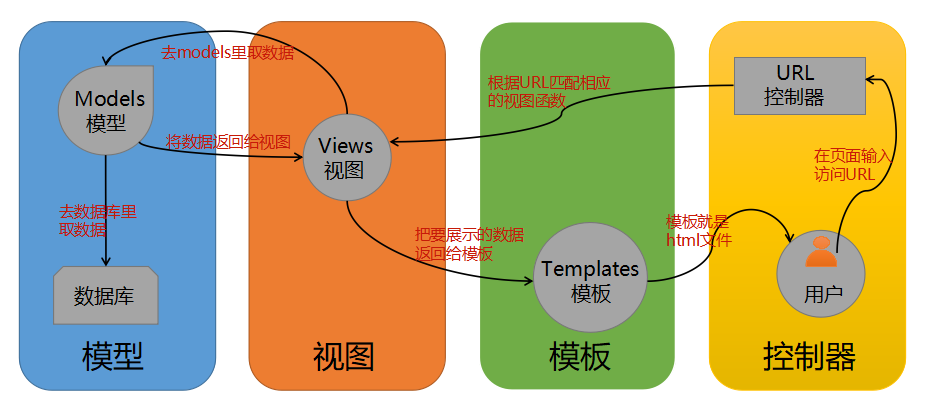 去models里取数据
Models
模型
将数据返回给视图
去数据库里
取数据
数据库
模型
Views
视图
视图
根据URL匹配相应
的视图函数
把要展示的数据
返回给模板
Templates
模板
模板
URL
控制器
在页面输入
访问URL
模板就是
html文件
用户
控制器